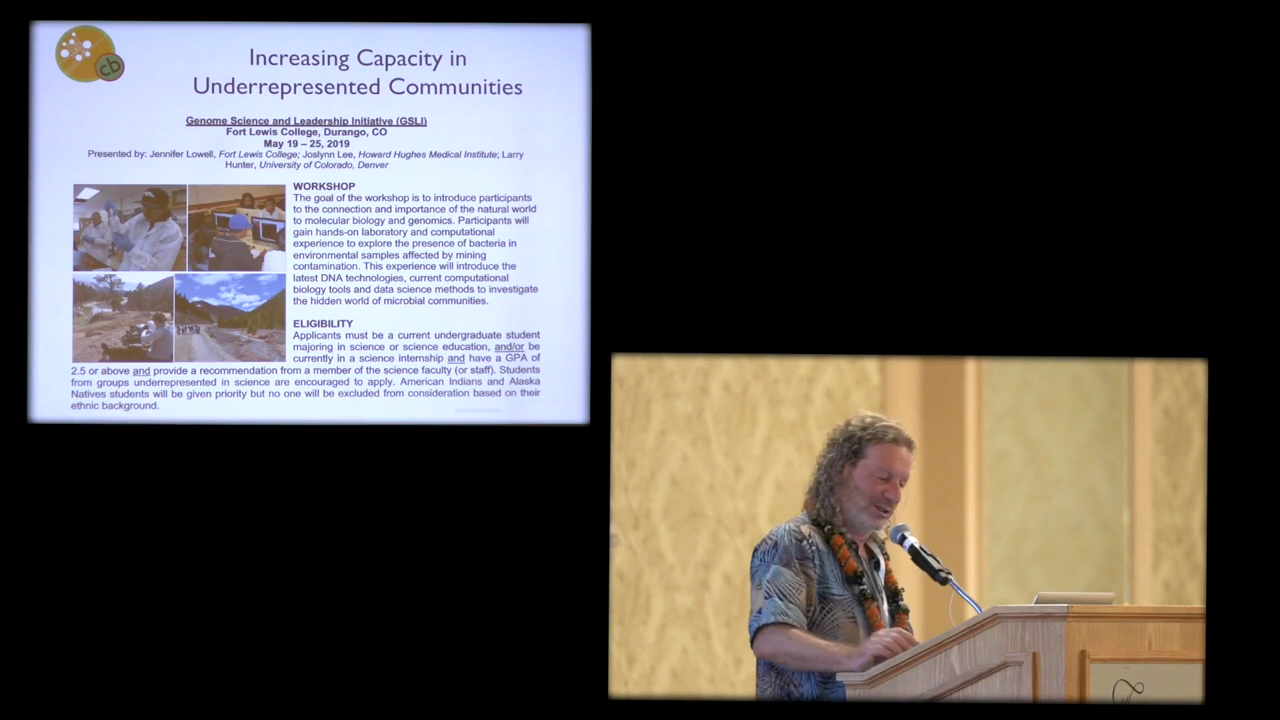 cb
Increasing Capacity in
Underrepresented Communities
Genome Science and Leadership Initiative (GSLI)
Fort Lewis College, Durango, CO
May 19 – 25, 2019
Presented by: Jennifer Lowell, Fort Lewis College; Joslynn Lee, Howard Hughes Medical Institute; Larry
Hunter, University of Colorado, Denver
WORKSHOP
The goal of the workshop is to introduce participants
to the connection and importance of the natural world
to molecular biology and genomics. Participants will
gain hands-on laboratory and computational
experience to explore the presence of bacteria in
environmental samples affected by mining
contamination. This experience will introduce the
latest DNA technologies, current computational
biology tools and data science methods to investigate
the hidden world of microbial communities.
ELIGIBILITY
Applicants must be a current undergraduate student
majoring in science or science education, and/or be
currently in a science internship and have a GPA of
2.5 or above and provide a recommendation from a member of the science faculty (or staff). Students
from groups underrepresented in science are encouraged to apply. American Indians and Alaska
Natives students will be given priority but no one will be excluded from consideration based on their
ethnic background.